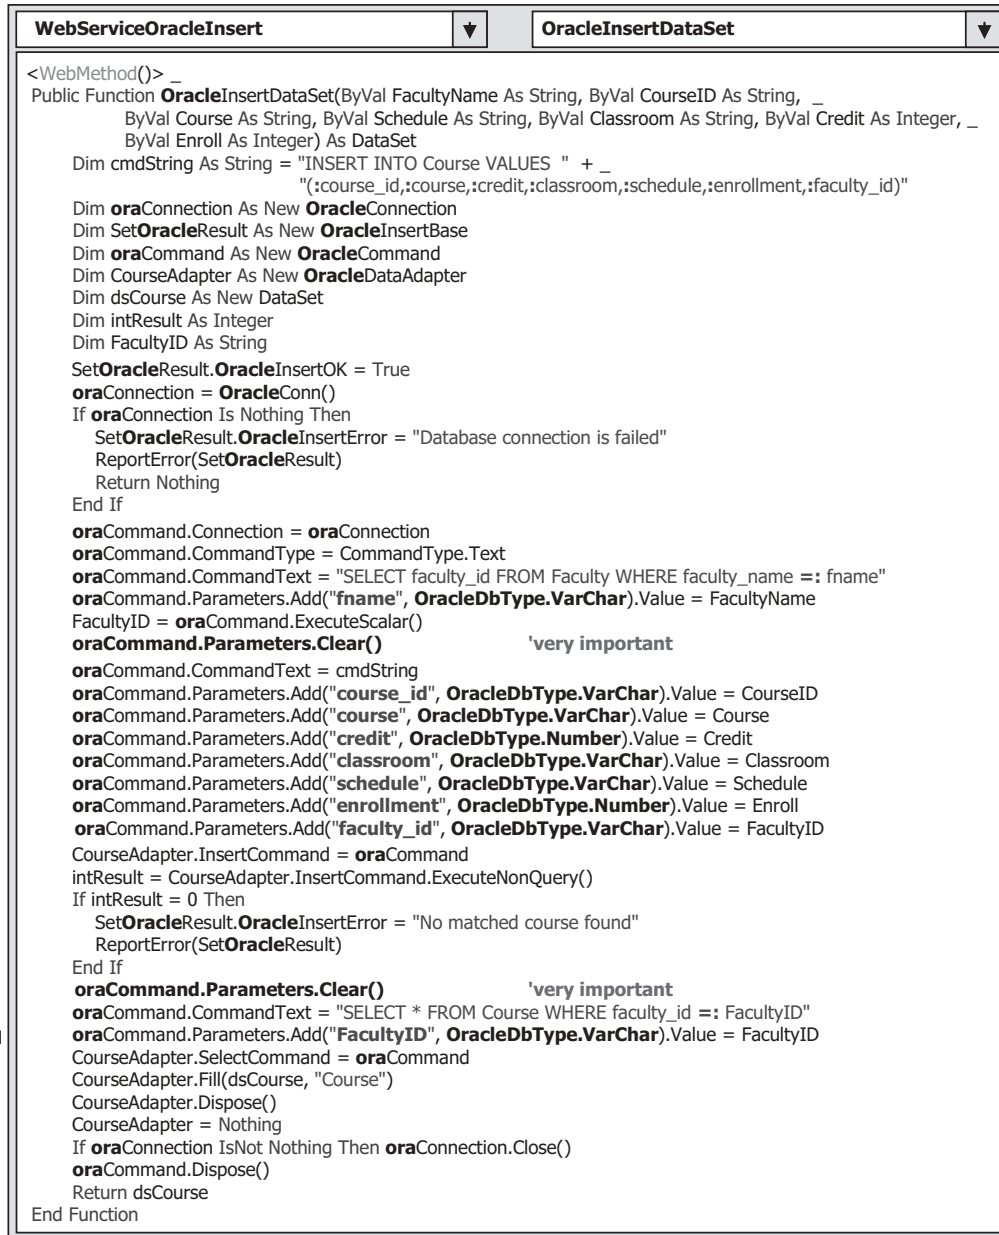 WebServiceOracleInsert OracleInsertDataSet
<WebMethod()> _
Public Function OracleInsertDataSet(ByVal FacultyName As String, ByVal CourseID As String, _
ByVal Course As String, ByVal Schedule As String, ByVal Classroom As String, ByVal Credit As Integer, _
ByVal Enroll As Integer) As DataSet
Dim cmdString As String = "INSERT INTO Course VALUES " + _
"(:course_id,:course,:credit,:classroom,:schedule,:enrollment,:faculty_id)"
Dim oraConnection As New OracleConnection
Dim SetOracleResult As New OracleInsertBase
Dim oraCommand As New OracleCommand
Dim CourseAdapter As New OracleDataAdapter
Dim dsCourse As New DataSet
Dim intResult As Integer
Dim FacultyID As String
SetOracleResult.OracleInsertOK = True
oraConnection = OracleConn()
If oraConnection Is Nothing Then
SetOracleResult.OracleInsertError = "Database connection is failed"
ReportError(SetOracleResult)
Return Nothing
End If
oraCommand.Connection = oraConnection
oraCommand.CommandType = CommandType.Text
oraCommand.CommandText = "SELECT faculty_id FROM Faculty WHERE faculty_name =: fname"
oraCommand.Parameters.Add("fname", OracleDbType.VarChar).Value = FacultyName
FacultyID = oraCommand.ExecuteScalar()
oraCommand.Parameters.Clear() 'very important
oraCommand.CommandText = cmdString
oraCommand.Parameters.Add("course_id", OracleDbType.VarChar).Value = CourseID
oraCommand.Parameters.Add("course", OracleDbType.VarChar).Value = Course
oraCommand.Parameters.Add("credit", OracleDbType.Number).Value = Credit
oraCommand.Parameters.Add("classroom", OracleDbType.VarChar).Value = Classroom
oraCommand.Parameters.Add("schedule", OracleDbType.VarChar).Value = Schedule
oraCommand.Parameters.Add("enrollment", OracleDbType.Number).Value = Enroll
oraCommand.Parameters.Add("faculty_id", OracleDbType.VarChar).Value = FacultyID
CourseAdapter.InsertCommand = oraCommand
intResult = CourseAdapter.InsertCommand.ExecuteNonQuery()
If intResult = 0 Then
SetOracleResult.OracleInsertError = "No matched course found"
ReportError(SetOracleResult)
End If
oraCommand.Parameters.Clear() 'very important
oraCommand.CommandText = "SELECT * FROM Course WHERE faculty_id =: FacultyID"
oraCommand.Parameters.Add("FacultyID", OracleDbType.VarChar).Value = FacultyID
CourseAdapter.SelectCommand = oraCommand
CourseAdapter.Fill(dsCourse, "Course")
CourseAdapter.Dispose()
CourseAdapter = Nothing
If oraConnection IsNot Nothing Then oraConnection.Close()
oraCommand.Dispose()
Return dsCourse
End Function